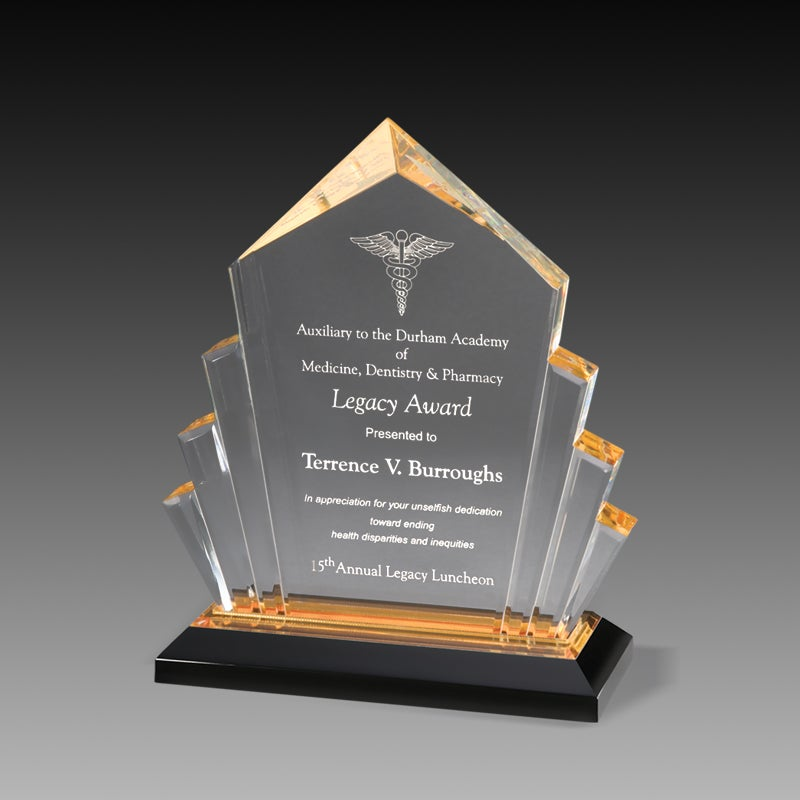 Auxiliary to the Durham Academy
of
Medicine, Dentistry & Pharmacy
Legacy Award
Presented to
Terrence V. Burroughs
In appreciation for your unselfish dedication
toward ending
health disparities and inequities
15th Annual Legacy Luncheon